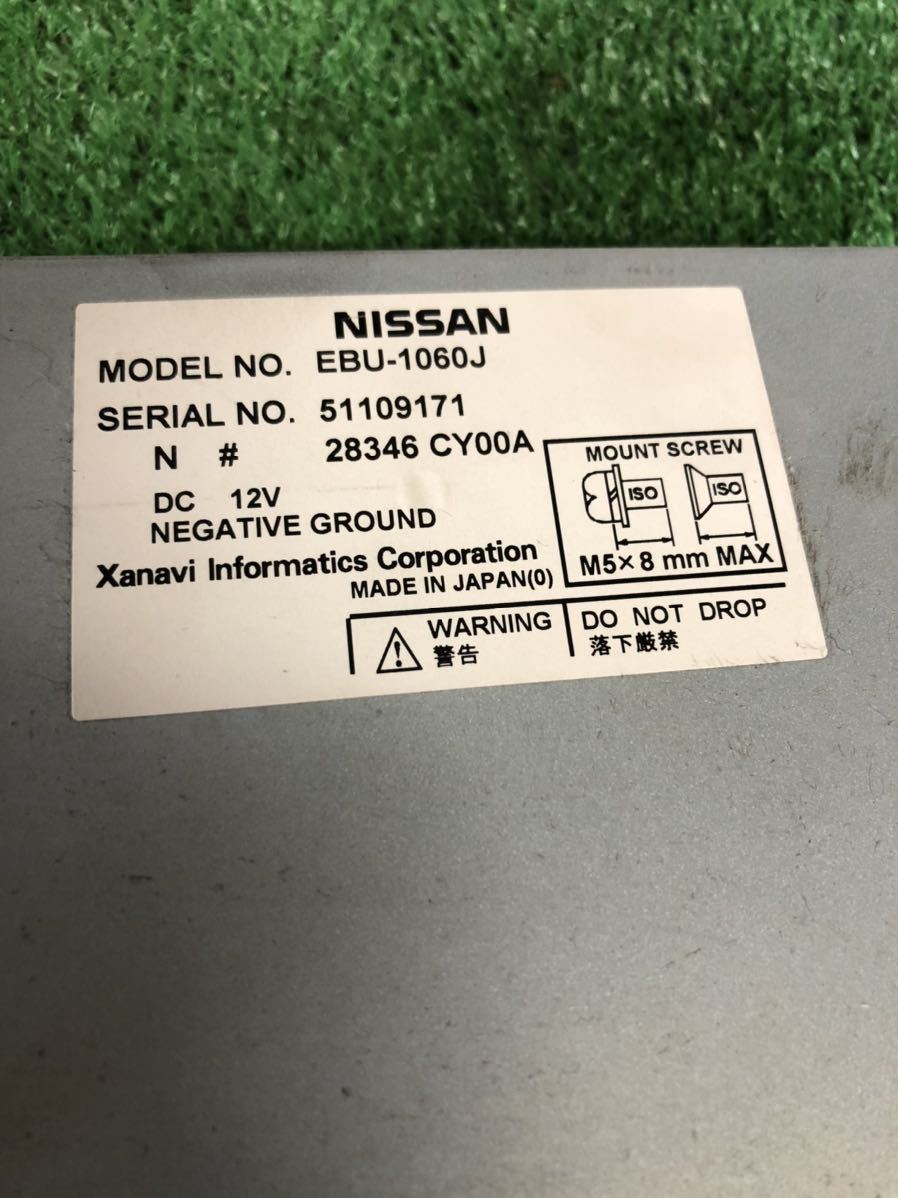 NISSAN
MODEL NO. EBU-1060J
SERIAL NO. 51109171
N # 28346 CY00A
DC 12V
NEGATIVE GROUND
Xanavi Informatics Corporation
MADE IN JAPAN(0)
MOUNT SCREW
ISO ISO
M5×8 mm MAX
WARNING
警告
DO NOT DROP
落下厳禁